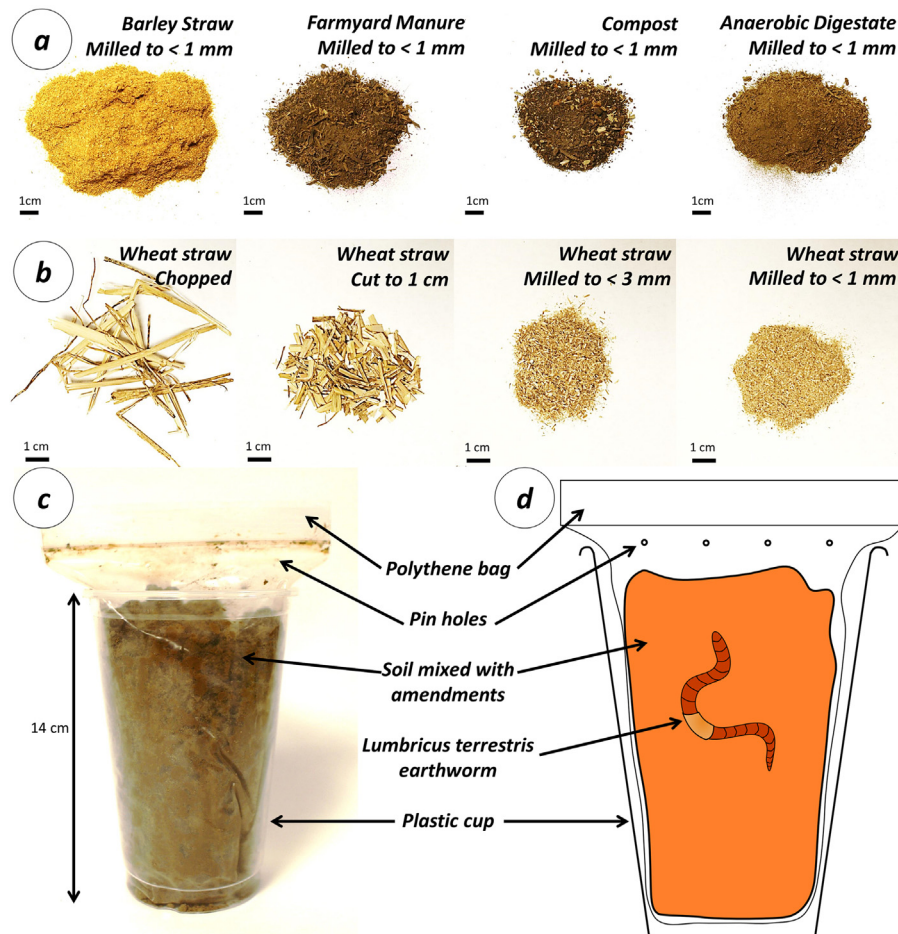 a
Barley Straw
Milled to < 1 mm
Farmyard Manure
Milled to < 1 mm
Compost
Milled to < 1 mm
Anaerobic Digestate
Milled to < 1 mm
1cm
1cm
1cm
1cm
b
Wheat straw
Chopped
Wheat straw
Cut to 1 cm
Wheat straw
Milled to < 3 mm
Wheat straw
Milled to < 1 mm
1 cm
1 cm
1 cm
1 cm
c
d
Polythene bag
Pin holes
Soil mixed with
amendments
14 cm
Lumbricus terrestris
earthworm
Plastic cup